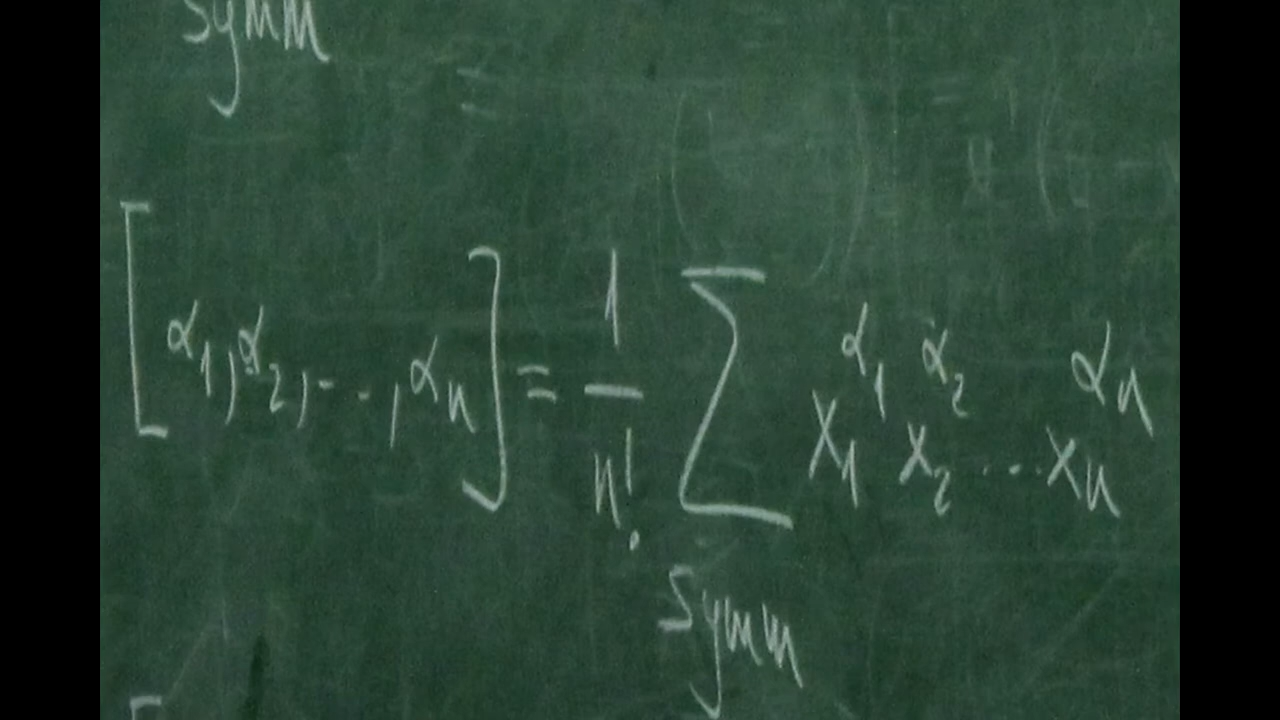 symm
[α₁, α₂, ..., αₙ] = 1/n! Σ x₁^α₁ x₂^α₂ ... xₙ^αₙ
symm